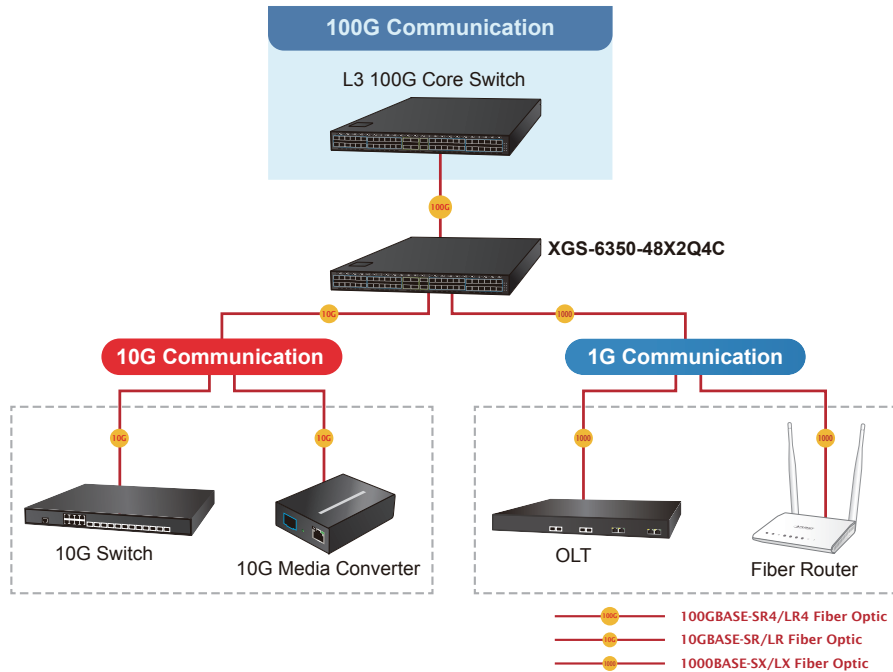 100G Communication
L3 100G Core Switch
100G
XGS-6350-48X2Q4C
10G
1000
10G Communication
1G Communication
10G
10G
1000
1000
10G Switch
10G Media Converter
OLT
Fiber Router
100G 100GBASE-SR4/LR4 Fiber Optic
10G 10GBASE-SR/LR Fiber Optic
1000 1000BASE-SX/LX Fiber Optic